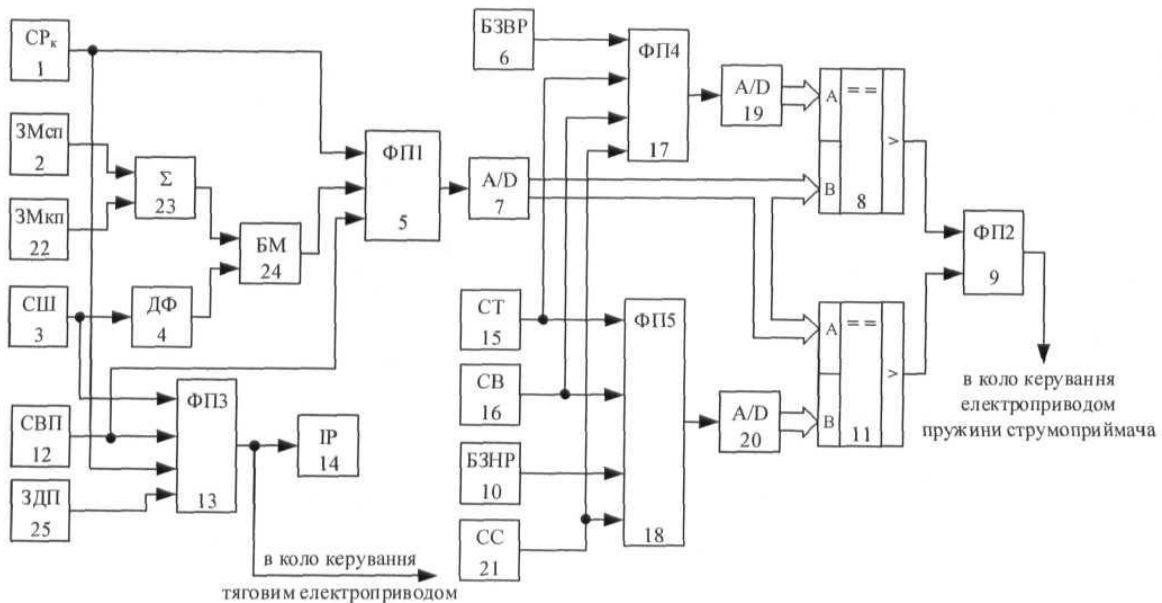 СРк
1
ЗМсп
2
ЗМкп
22
СШ
3
СВП
12
ЗДП
25
Σ
23
ДФ
4
БМ
24
ФП1
5
ФП3
13
ІР
14
в коло керування
тяговим електроприводом
A/D
7
БЗВР
6
ФП4
17
A/D
19
A
==
B
>
8
СТ
15
СВ
16
БЗНР
10
СС
21
ФП5
18
A/D
20
A
==
B
>
11
ФП2
9
в коло керування
електроприводом
пружини струмоприймача